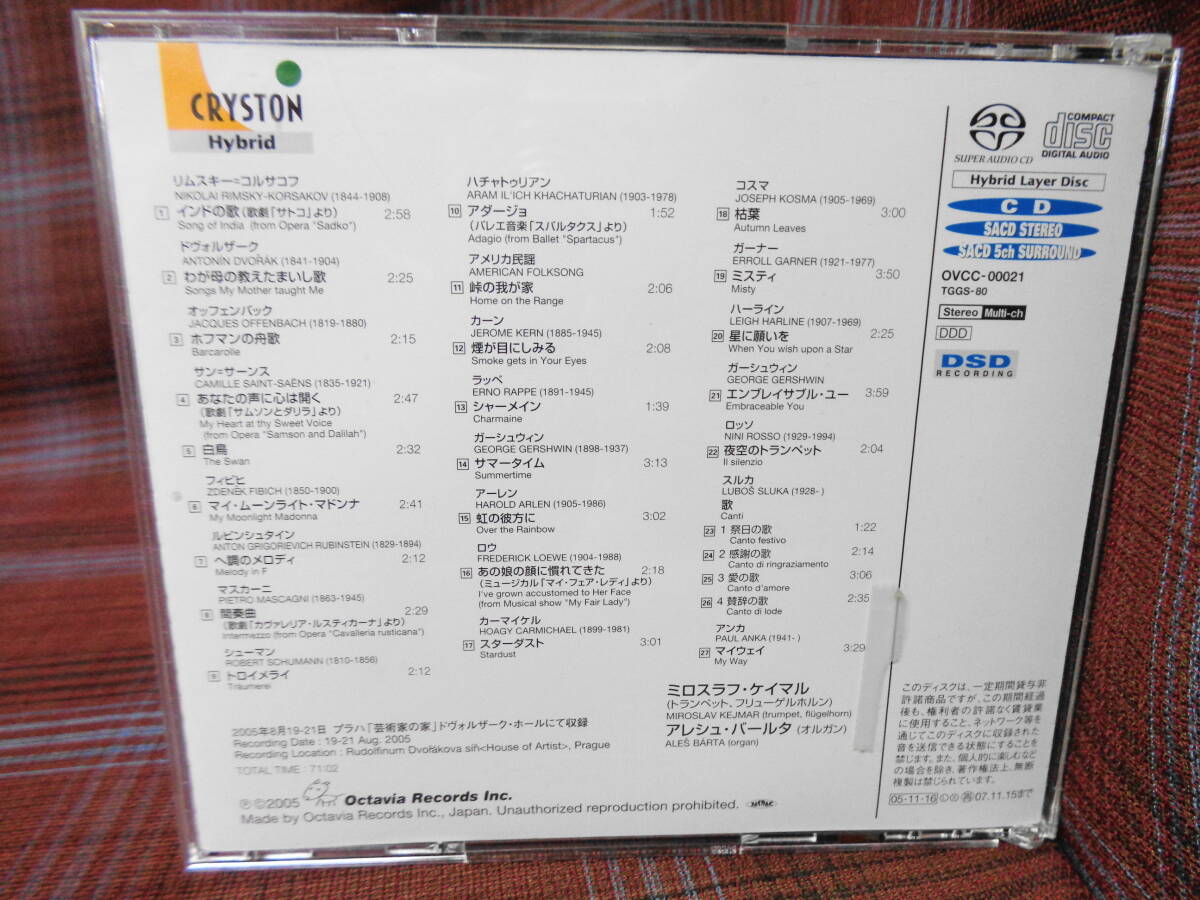 CRYSTON
Hybrid
リムスキー=コルサコフ
NIKOLAI RIMSKY-KORSAKOV (1844-1908)
1 インドの歌(歌劇「サトコ」より) 2:58
Song of India (from Opera "Sadko")
ドヴォルザーク
ANTONÍN DVOŘÁK (1841-1904)
2 わが母の教えたまいし歌 2:25
Songs My Mother taught Me
オッフェンバック
JACQUES OFFENBACH (1819-1880)
3 ホフマンの舟歌 2:15
Barcarolle
サン=サーンス
CAMILLE SAINT-SAËNS (1835-1921)
4 あなたの声に心は開く 2:47
(歌劇「サムソンとダリラ」より)
My Heart at thy Sweet Voice
(from Opera "Samson and Dalilah")
5 白鳥 2:32
The Swan
フィビヒ
ZDENĚK FIBICH (1850-1900)
6 マイ・ムーンライト・マドンナ 2:41
My Moonlight Madonna
ルビンシュタイン
ANTON GRIGORIEVICH RUBINSTEIN (1829-1894)
7 ヘ調のメロディ 2:12
Melody in F
マスカーニ
PIETRO MASCAGNI (1863-1945)
8 間奏曲 2:29
(歌劇「カヴァレリア・ルスティカーナ」より)
Intermezzo (from Opera "Cavalleria rusticana")
シューマン
ROBERT SCHUMANN (1810-1856)
9 トロイメライ 2:12
Träumerei
ハチャトゥリアン
ARAM IL'ICH KHACHATURIAN (1903-1978)
10 アダージョ 1:52
(バレエ音楽「スパルタクス」より)
Adagio (from Ballet "Spartacus")
アメリカ民謡
AMERICAN FOLKSONG
11 峠の我が家 2:06
Home on the Range
カーン
JEROME KERN (1885-1945)
12 煙が目にしみる 2:08
Smoke gets in Your Eyes
ラッペ
ERNO RAPPE (1891-1945)
13 シャーメイン 1:39
Charmaine
ガーシュウィン
GEORGE GERSHWIN (1898-1937)
14 サマータイム 3:13
Summertime
アーレン
HAROLD ARLEN (1905-1986)
15 虹の彼方に 3:02
Over the Rainbow
ロウ
FREDERICK LOEWE (1904-1988)
16 あの娘の顔に慣れてきた 2:18
(ミュージカル「マイ・フェア・レディ」より)
I've grown accustomed to Her Face
(from Musical show "My Fair Lady")
カーマイケル
HOAGY CARMICHAEL (1899-1981)
17 スターダスト 3:01
Stardust
コスマ
JOSEPH KOSMA (1905-1969)
18 枯葉 3:00
Autumn Leaves
ガーナー
ERROLL GARNER (1921-1977)
19 ミスティ 3:50
Misty
ハーライン
LEIGH HARLINE (1907-1969)
20 星に願いを 2:25
When You wish upon a Star
ガーシュウィン
GEORGE GERSHWIN
21 エンブレイサブル・ユー 3:59
Embraceable You
ロッソ
NINI ROSSO (1929-1994)
22 夜空のトランペット 2:04
Il silenzio
スルカ
LUBOŠ SLUKA (1928- )
歌
Canti
23 1 祭日の歌 1:22
Canto festivo
24 2 感謝の歌 2:14
Canto di ringraziamento
25 3 愛の歌 3:06
Canto d'amore
26 4 賛辞の歌 2:35
Canto di lode
アンカ
PAUL ANKA (1941- )
27 マイウェイ 3:29
My Way
ミロスラフ・ケイマル
(トランペット、フリューゲルホルン)
MIROSLAV KEJMAR (trumpet, flügelhorn)
アレシュ・バールタ (オルガン)
ALEŠ BÁRTA (organ)
2005年8月19-21日 プラハ「芸術家の家」ドヴォルザーク・ホールにて収録
Recording Date : 19-21 Aug. 2005
Recording Location : Rudolfinum Dvořákova síň<House of Artist>, Prague
TOTAL TIME : 71:02
Ⓟ©2005 Octavia Records Inc.
Made by Octavia Records Inc., Japan. Unauthorized reproduction prohibited.
SUPER AUDIO CD
COMPACT
disc
DIGITAL AUDIO
Hybrid Layer Disc
CD
SACD STEREO
SACD 5ch SURROUND
OVCC-00021
TGGS-80
Stereo Multi-ch
DDD
DSD
RECORDING
このディスクは、一定期間貸与非
許諾商品ですが、この期間経過
後も、権利者の許諾なく賃貸業
に使用すること、ネットワーク等を
通じてこのディスクに収録された
音を送信できる状態にすることを
禁じます。また、個人的に楽しむなど
の場合を除き、著作権法上、無断
複製は禁じられています。
05・11・16 07.11.15まで